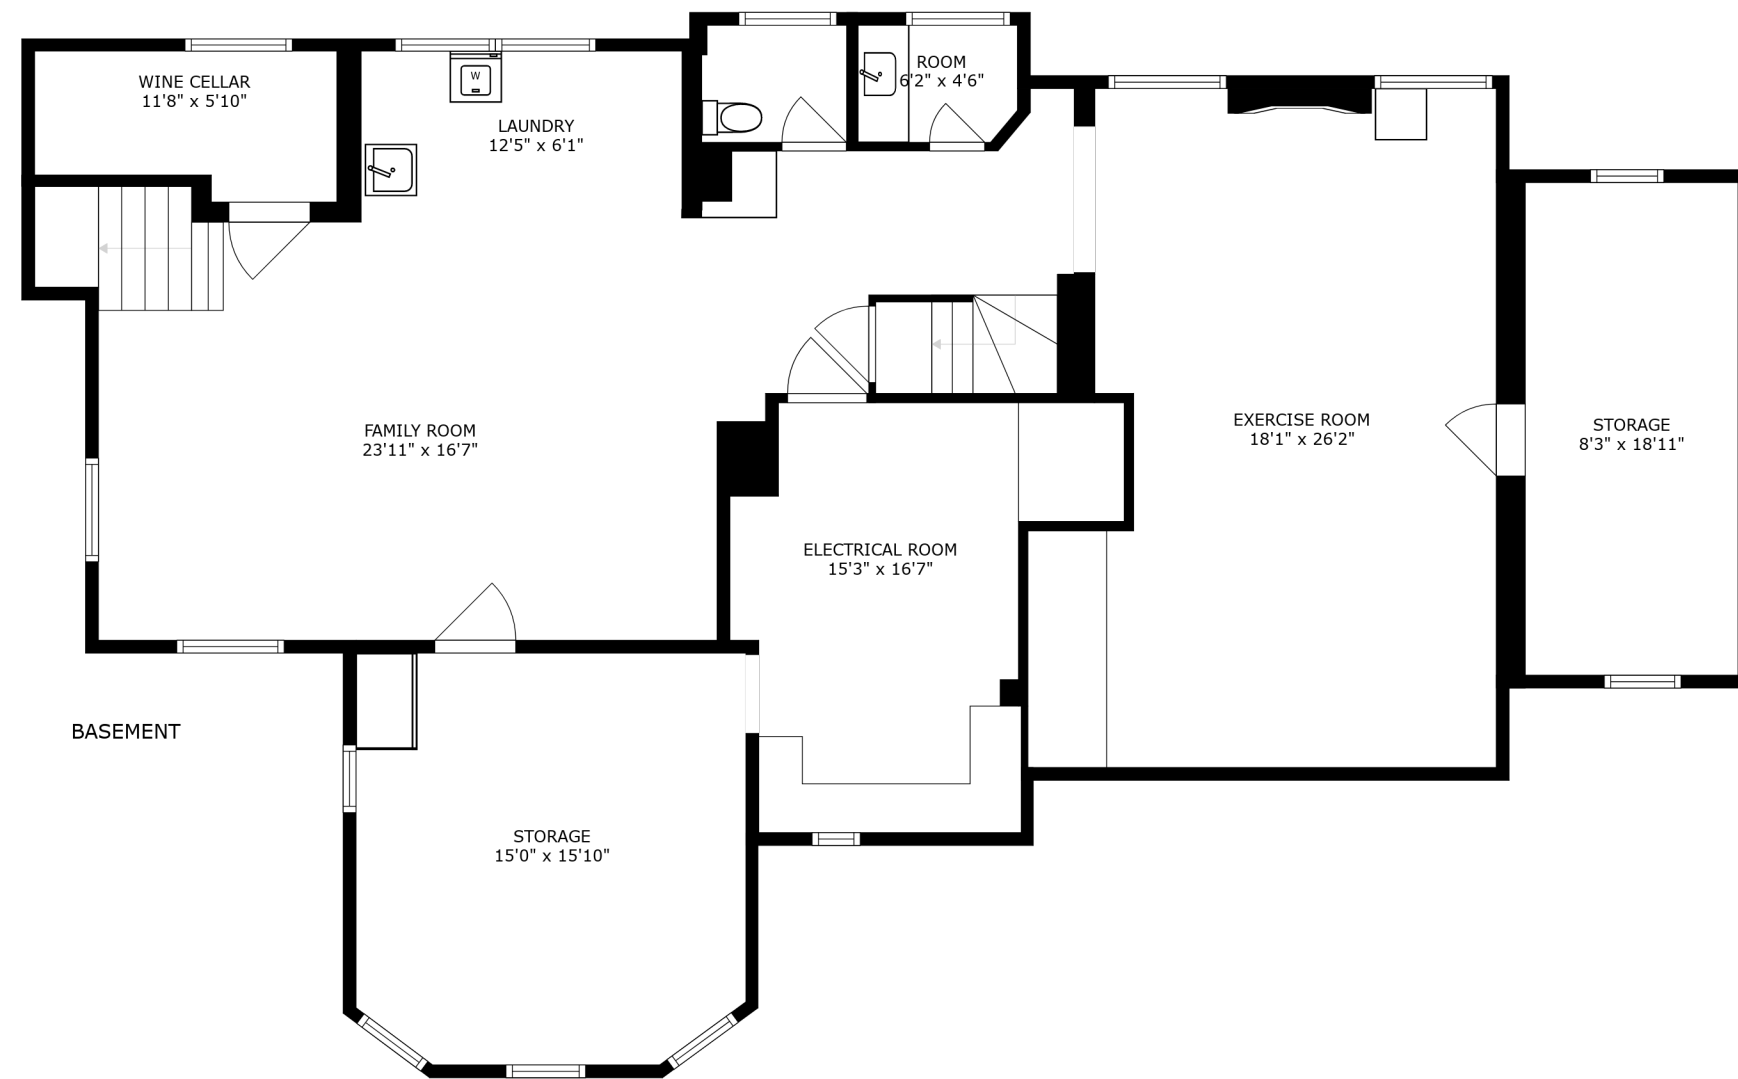 WINE CELLAR
11'8" x 5'10"
W
LAUNDRY
12'5" x 6'1"
ROOM
6'2" x 4'6"
FAMILY ROOM
23'11" x 16'7"
EXERCISE ROOM
18'1" x 26'2"
STORAGE
8'3" x 18'11"
ELECTRICAL ROOM
15'3" x 16'7"
BASEMENT
STORAGE
15'0" x 15'10"